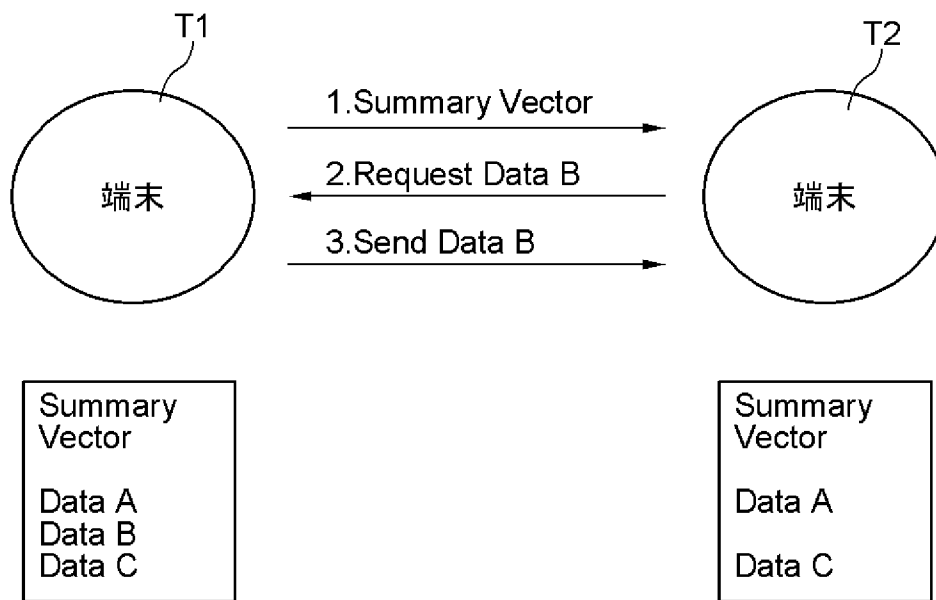 T1
T2
1.Summary Vector
2.Request Data B
3.Send Data B
端末
端末
Summary
Vector
Data A
Data B
Data C
Summary
Vector
Data A
Data C